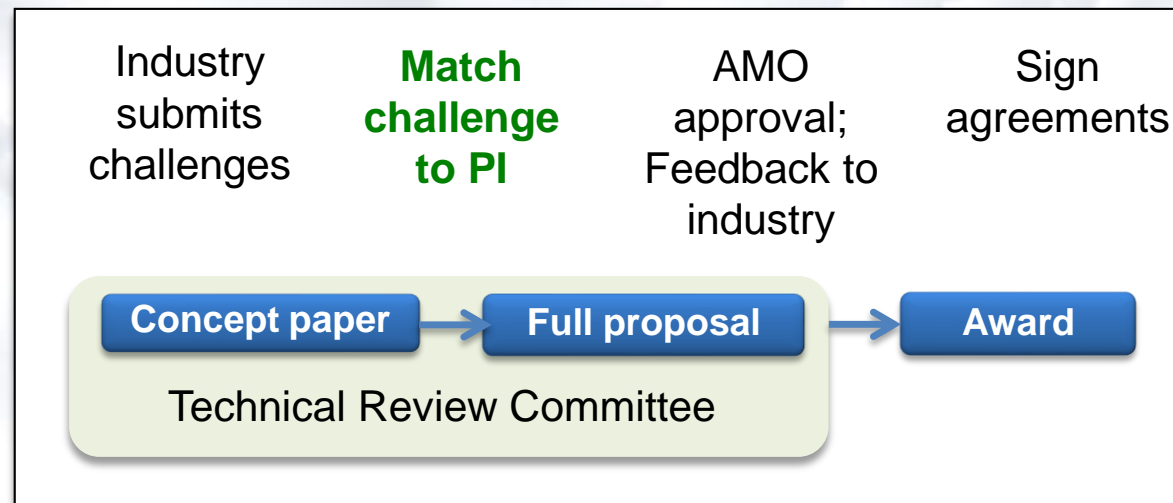 Industry
submits
challenges
Match
challenge
to PI
AMO
approval;
Feedback to
industry
Sign
agreements
Concept paper
Full proposal
Award
Technical Review Committee